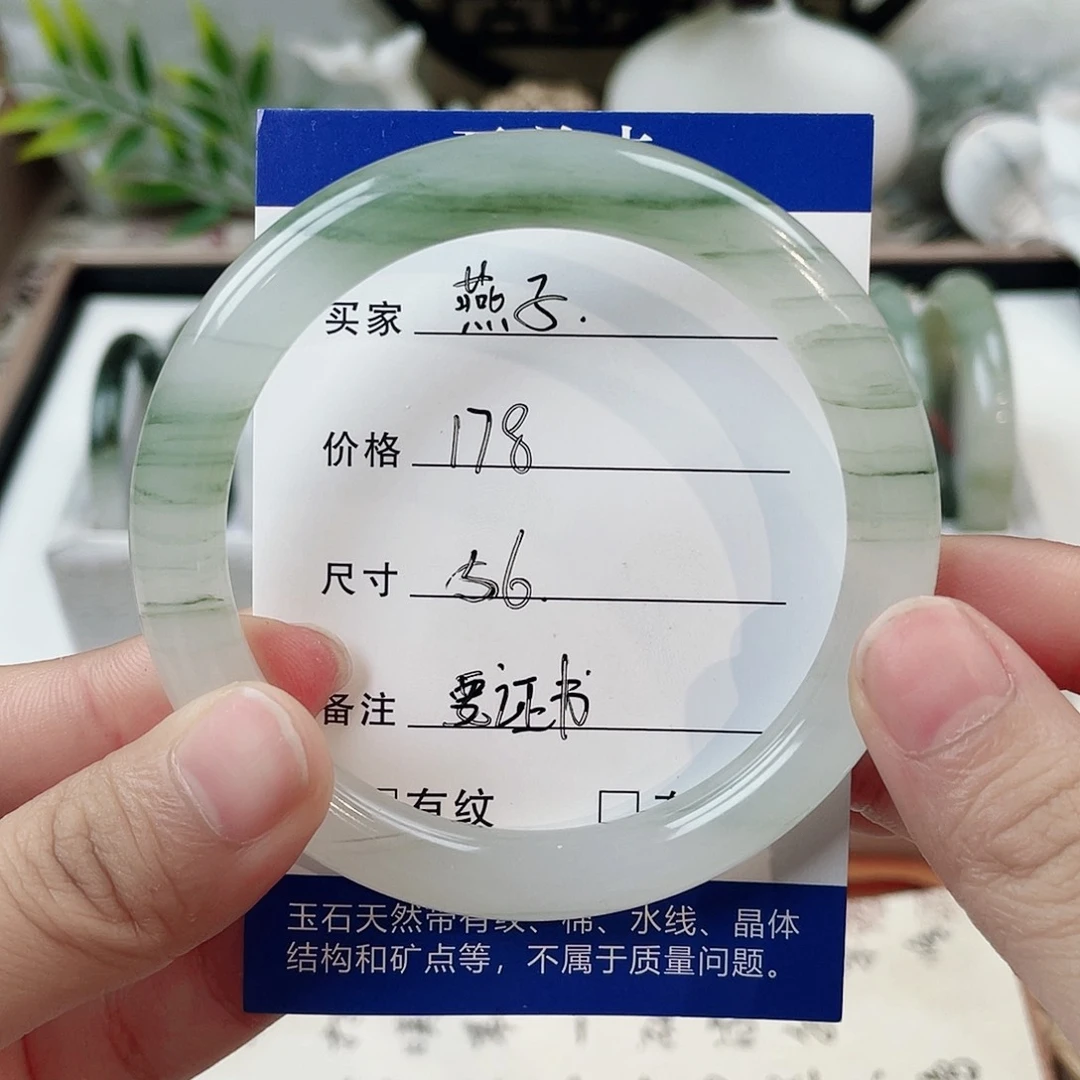 买家 燕子.
价格 178
尺寸 56.
备注 要证书
有纹
玉石天然带有纹、棉、水线、晶体
结构和矿点等，不属于质量问题。